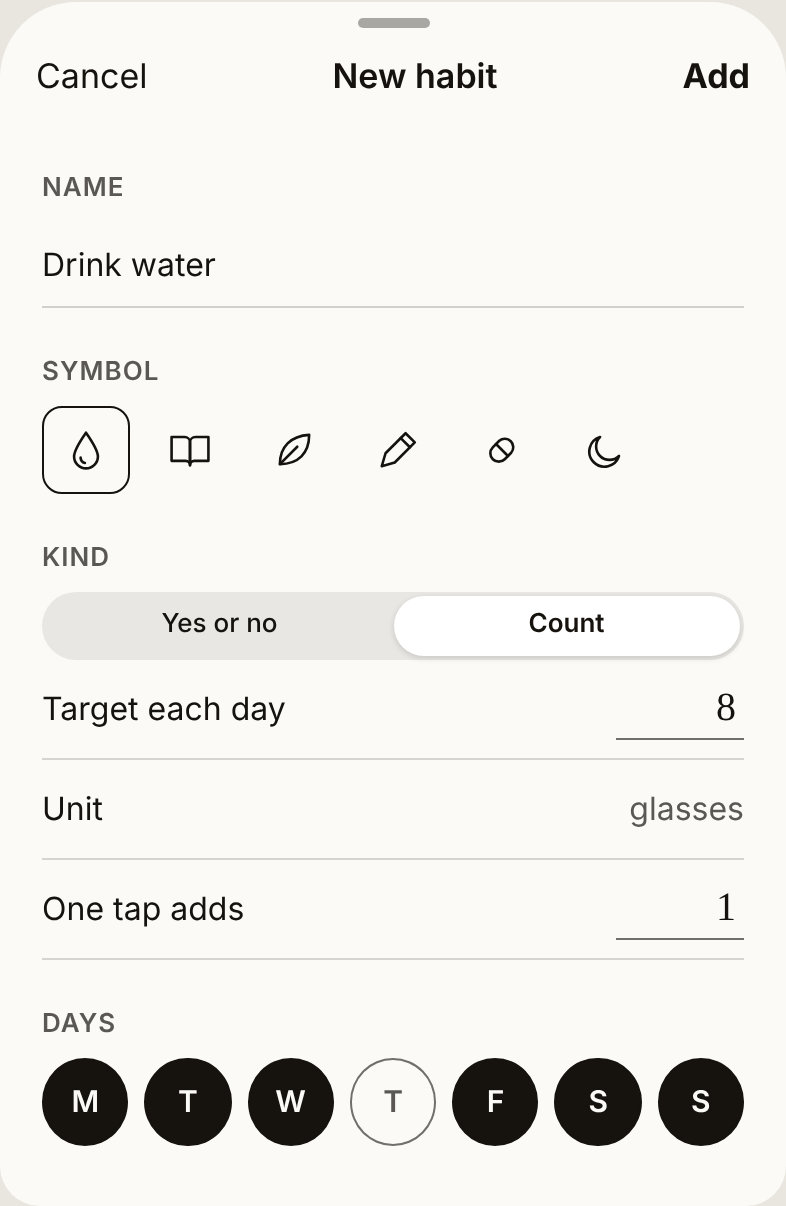 Cancel New habit Add
NAME
Drink water
SYMBOL
KIND
Yes or no Count
Target each day 8
Unit glasses
One tap adds 1
DAYS
M T W T F S S